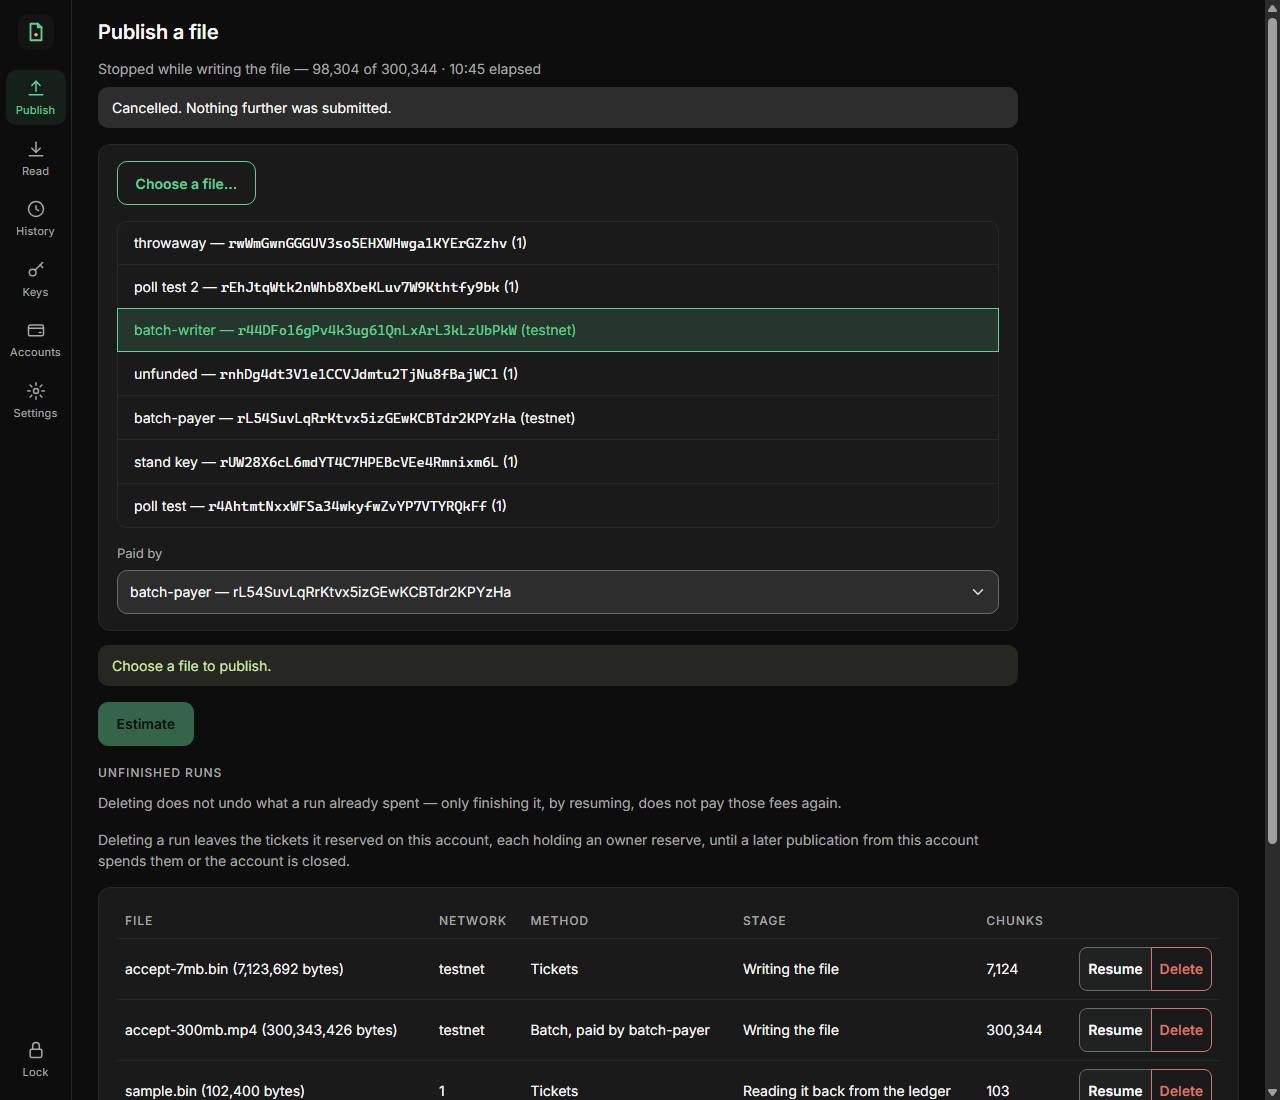 Publish a file
Stopped while writing the file — 98,304 of 300,344 · 10:45 elapsed
Cancelled. Nothing further was submitted.
Publish
Read
History
Keys
Accounts
Settings
Lock
Choose a file...
throwaway — rwWmGwnGGGUV3so5EHXWHwga1KYErGZzhv (1)
poll test 2 — rEhJtqWtk2nWhb8XbeKLuv7W9Kthtfy9bk (1)
batch-writer — r44DFo16gPv4k3ug61QnLxArL3kLzUbPkW (testnet)
unfunded — rnhDg4dt3V1e1CCVJdmtu2TjNu8fBajWC1 (1)
batch-payer — rL54SuvLqRrKtvx5izGEwKCBTdr2KPYzHa (testnet)
stand key — rUW28X6cL6mdYT4C7HPEBcVEe4Rmnixm6L (1)
poll test — r4AhtmtNxxWFSa34wkyfwZvYP7VTYRQkFf (1)
Paid by
batch-payer — rL54SuvLqRrKtvx5izGEwKCBTdr2KPYzHa
Choose a file to publish.
Estimate
UNFINISHED RUNS
Deleting does not undo what a run already spent — only finishing it, by resuming, does not pay those fees again.
Deleting a run leaves the tickets it reserved on this account, each holding an owner reserve, until a later publication from this account
spends them or the account is closed.
FILE NETWORK METHOD STAGE CHUNKS
accept-7mb.bin (7,123,692 bytes) testnet Tickets Writing the file 7,124 Resume Delete
accept-300mb.mp4 (300,343,426 bytes) testnet Batch, paid by batch-payer Writing the file 300,344 Resume Delete
sample.bin (102,400 bytes) 1 Tickets Reading it back from the ledger 103 Resume Delete